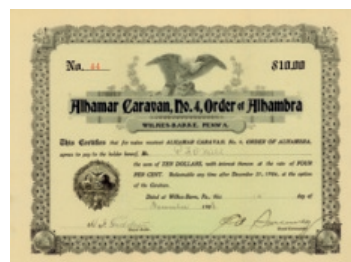 No. 44 $10.00
Alhamar Caravan, No. 4, Order of Alhambra
WILKES-BARRE, PENN'A.
This Certifies that for value received ALHAMAR CARAVAN, No. 4, ORDER OF ALHAMBRA,
agrees to pay to the holder hereof, Mr.
the sum of TEN DOLLARS, with interest thereon at the rate of FOUR
PER CENT. Redeemable any time after December 31, 1906, at the option
of the Caravan.
Dated at Wilkes-Barre, Pa., this day of
190